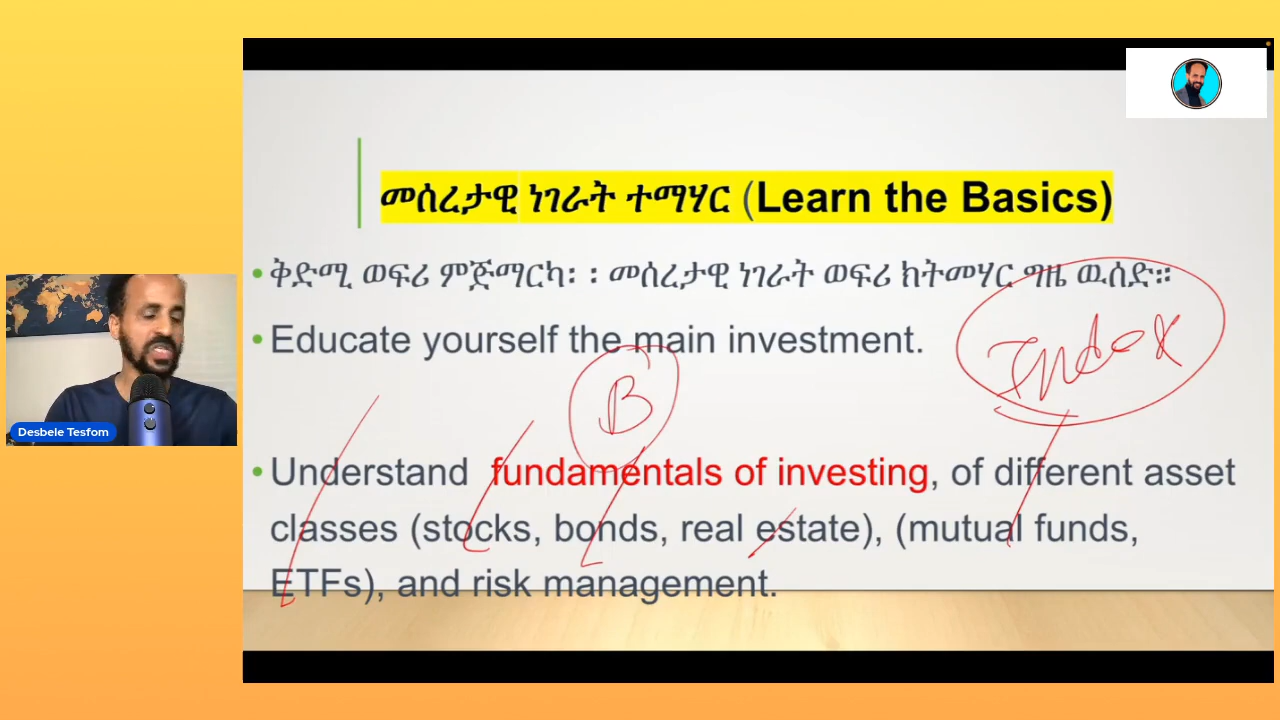 መሰረታዊ ነገራት ተማሃር (Learn the Basics)
• ቅድሚ ወፍሪ ምጅማርካ፡ ፡ መሰረታዊ ነገራት ወፍሪ ክትመሃር ግዜ ዉሰድ።
• Educate yourself the main investment.
Index
B
• Understand fundamentals of investing, of different asset
classes (stocks, bonds, real estate), (mutual funds,
ETFs), and risk management.
Desbele Tesfom